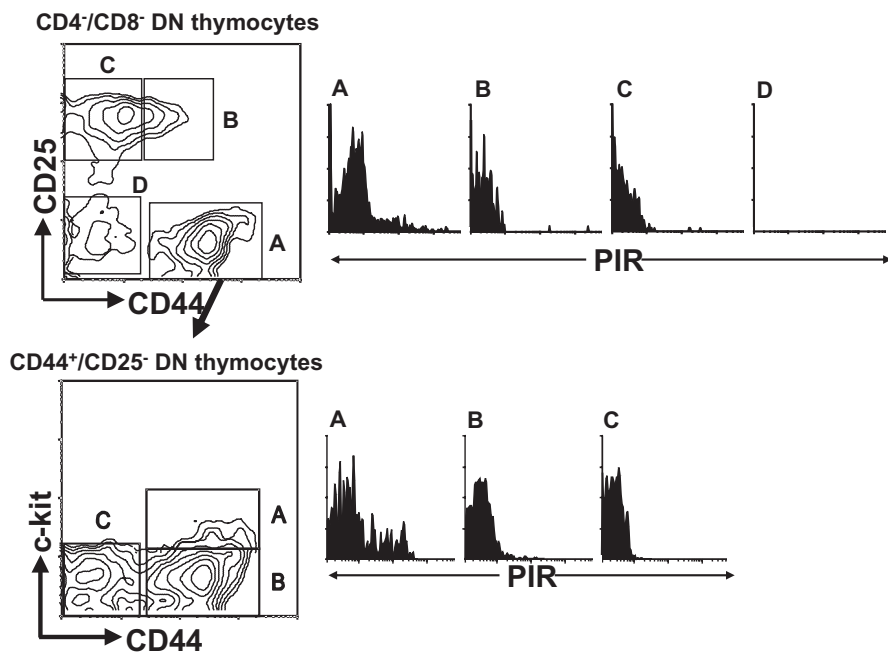 CD4⁻/CD8⁻ DN thymocytes
C
B
D
A
CD25
CD44
A
B
C
D
PIR
CD44⁺/CD25⁻ DN thymocytes
C
A
B
c-kit
CD44
A
B
C
PIR